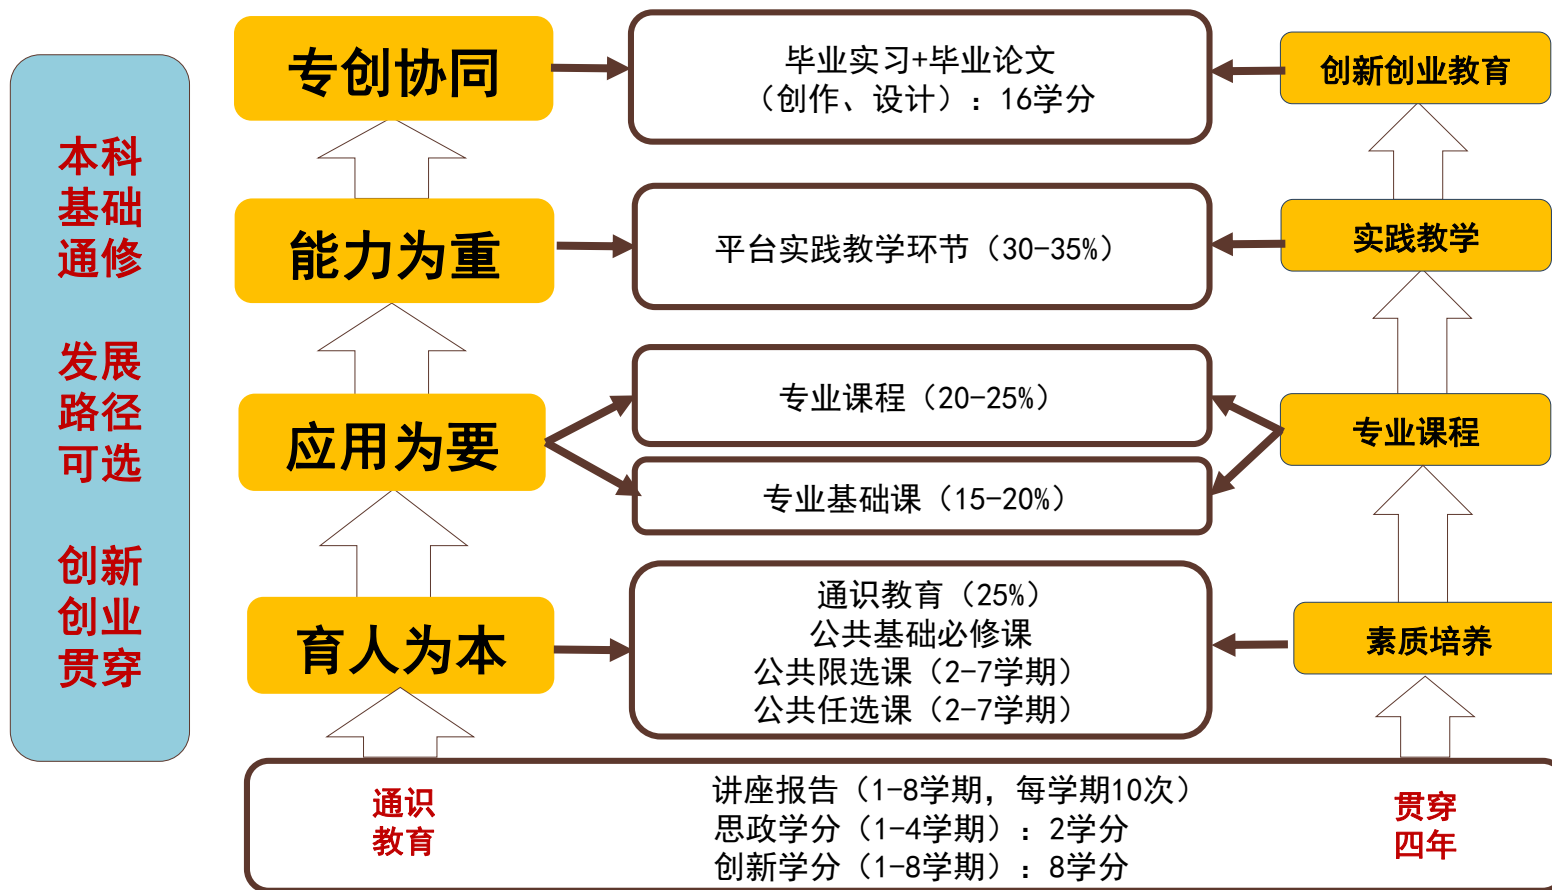 本科
基础
通修
发展
路径
可选
创新
创业
贯穿
专创协同
毕业实习+毕业论文
（创作、设计）：16学分
创新创业教育
能力为重
平台实践教学环节（30-35%）
实践教学
应用为要
专业课程（20-25%）
专业基础课（15-20%）
专业课程
育人为本
通识教育（25%）
公共基础必修课
公共限选课（2-7学期）
公共任选课（2-7学期）
素质培养
通识
教育
讲座报告（1-8学期，每学期10次）
思政学分（1-4学期）：2学分
创新学分（1-8学期）：8学分
贯穿
四年